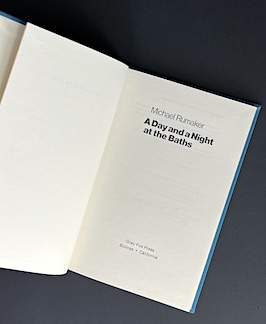 Michael Rumaker
A Day and a Night
at the Baths
Grey Fox Press
Bolinas • California